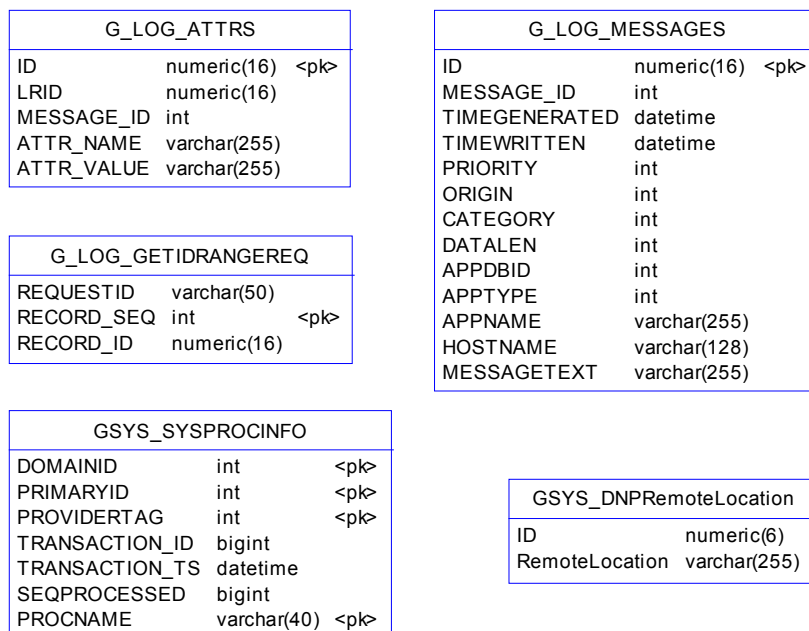 G_LOG_ATTRS
ID numeric(16) <pk>
LRID numeric(16)
MESSAGE_ID int
ATTR_NAME varchar(255)
ATTR_VALUE varchar(255)
G_LOG_GETIDRANGEREQ
REQUESTID varchar(50)
RECORD_SEQ int <pk>
RECORD_ID numeric(16)
GSYS_SYSPROCINFO
DOMAINID int <pk>
PRIMARYID int <pk>
PROVIDERTAG int <pk>
TRANSACTION_ID bigint
TRANSACTION_TS datetime
SEQPROCESSED bigint
PROCNAME varchar(40) <pk>
G_LOG_MESSAGES
ID numeric(16) <pk>
MESSAGE_ID int
TIMEGENERATED datetime
TIMEWRITTEN datetime
PRIORITY int
ORIGIN int
CATEGORY int
DATALEN int
APPDBID int
APPTYPE int
APPNAME varchar(255)
HOSTNAME varchar(128)
MESSAGETEXT varchar(255)
GSYS_DNPRemoteLocation
ID numeric(6)
RemoteLocation varchar(255)